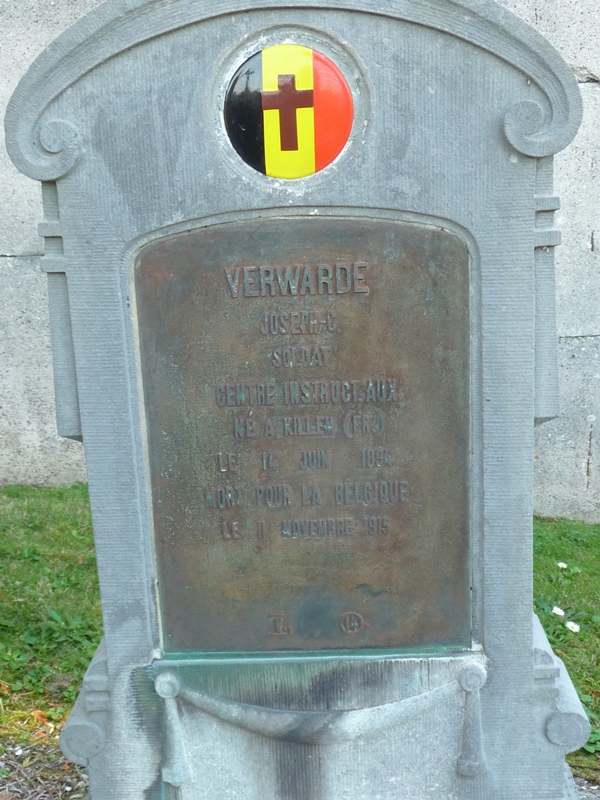 VERWARDE
JOSEPH-C.
SOLDAT
CENTRE INSTRUCT.AUX.
NÉ A KILLEM (FR.)
LE 14 JUIN 1894
MORT POUR LA BELGIQUE
LE 11 NOVEMBRE 1915